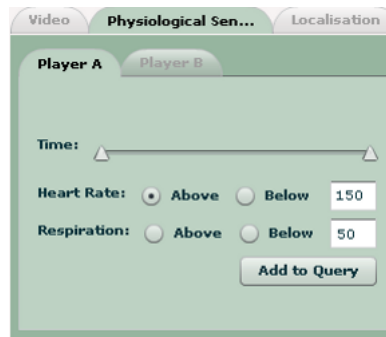 Video Physiological Sen... Localisation
Player A Player B
Time:
Heart Rate: Above Below 150
Respiration: Above Below 50
Add to Query